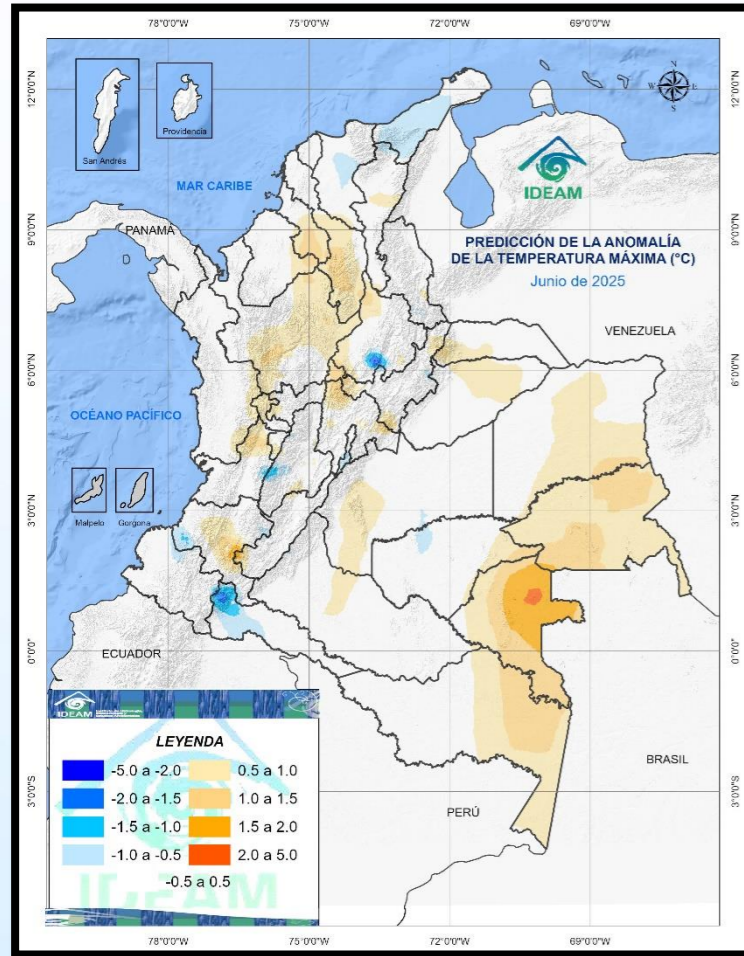 78°0'0"W 75°0'0"W 72°0'0"W 69°0'0"W
12°0'0"N
12°0'0"N
San Andrés
Providencia
N
W E
S
IDEAM
MAR CARIBE
9°0'0"N
PANAMÁ
9°0'0"N
PREDICCIÓN DE LA ANOMALÍA
DE LA TEMPERATURA MÁXIMA (°C)
Junio de 2025
VENEZUELA
6°0'0"N
6°0'0"N
OCÉANO PACÍFICO
Malpelo
Gorgona
3°0'0"N
3°0'0"N
0°0'0"
ECUADOR
0°0'0"
IDEAM
LEYENDA
-5.0 a -2.0 0.5 a 1.0
-2.0 a -1.5 1.0 a 1.5
-1.5 a -1.0 1.5 a 2.0
-1.0 a -0.5 2.0 a 5.0
-0.5 a 0.5
IDEAM
BRASIL
PERÚ
3°0'0"S
3°0'0"S
78°0'0"W 75°0'0"W 72°0'0"W 69°0'0"W